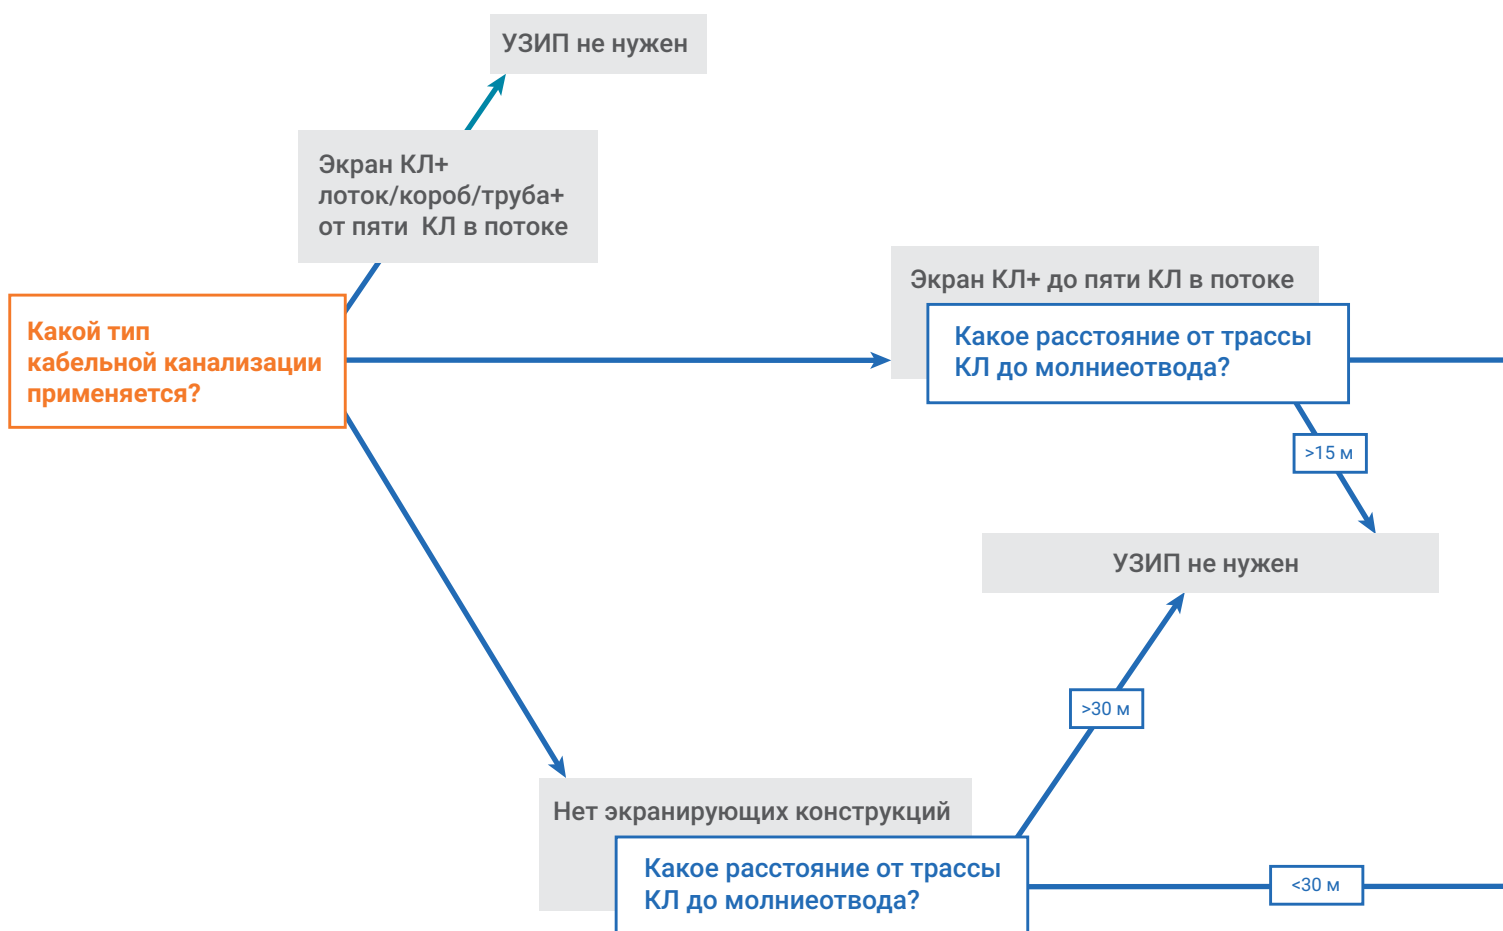 УЗИП не нужен
Экран КЛ+
лоток/короб/труба+
от пяти КЛ в потоке
Какой тип
кабельной канализации
применяется?
Экран КЛ+ до пяти КЛ в потоке
Какое расстояние от трассы
КЛ до молниеотвода?
>15 м
УЗИП не нужен
>30 м
Нет экранирующих конструкций
Какое расстояние от трассы
КЛ до молниеотвода?
<30 м